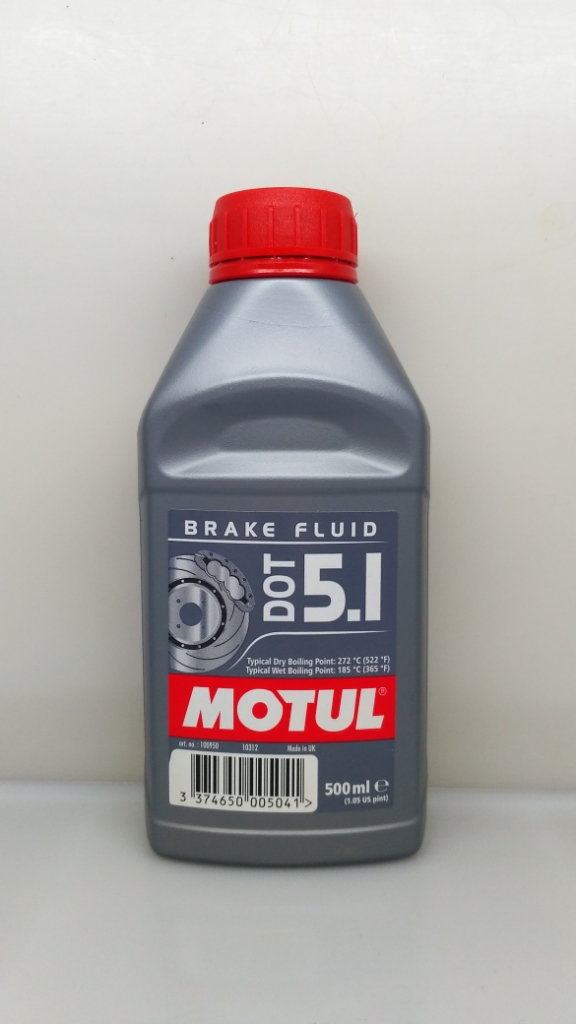 BRAKE FLUID
DOT 5.1
Typical Dry Boiling Point: 272 °C (522 °F)
Typical Wet Boiling Point: 185 °C (365 °F)
MOTUL®
art. no.: 100950 10312 Made in UK
500ml ℮
(1.05 US pint)
3 374650 005041 >